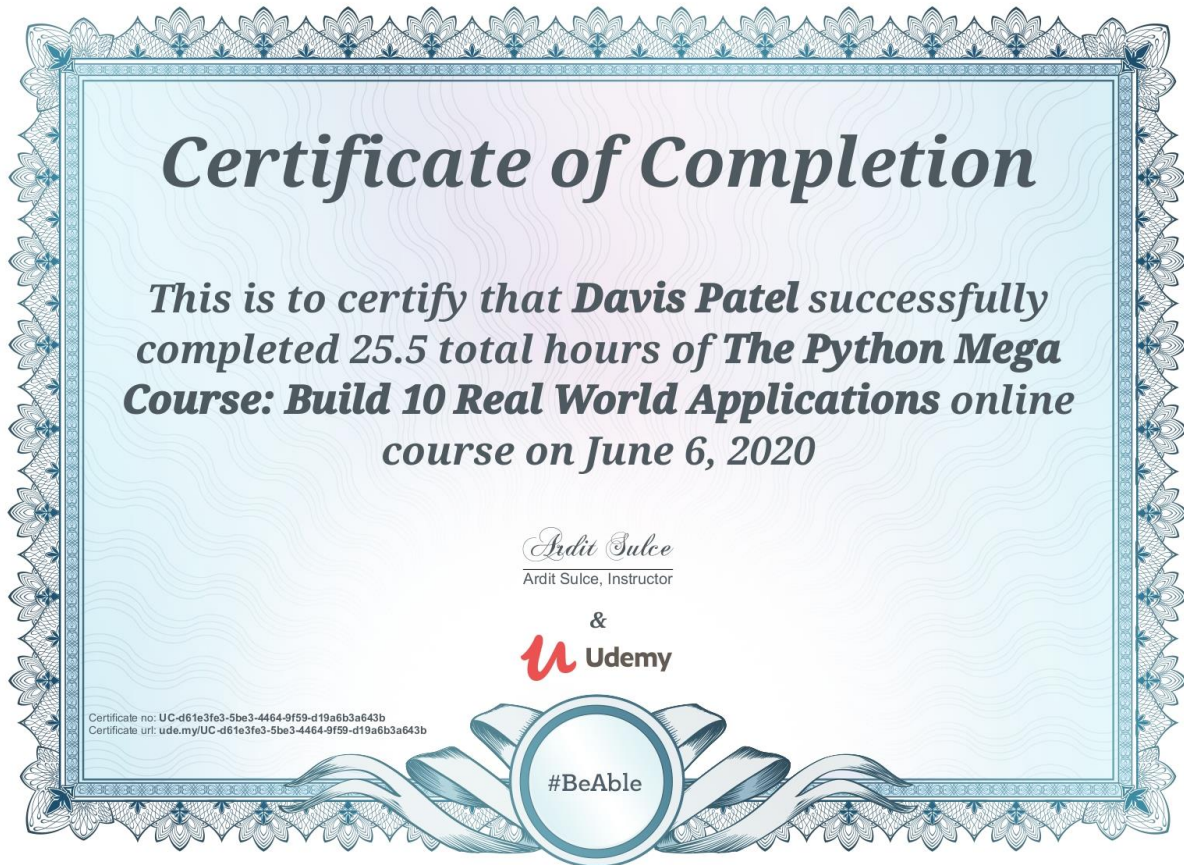 Certificate of Completion
This is to certify that Davis Patel successfully
completed 25.5 total hours of The Python Mega
Course: Build 10 Real World Applications online
course on June 6, 2020
Ardit Sulce
Ardit Sulce, Instructor
&
Udemy
Certificate no: UC-d61e3fe3-5be3-4464-9f59-d19a6b3a643b
Certificate url: ude.my/UC-d61e3fe3-5be3-4464-9f59-d19a6b3a643b
#BeAble